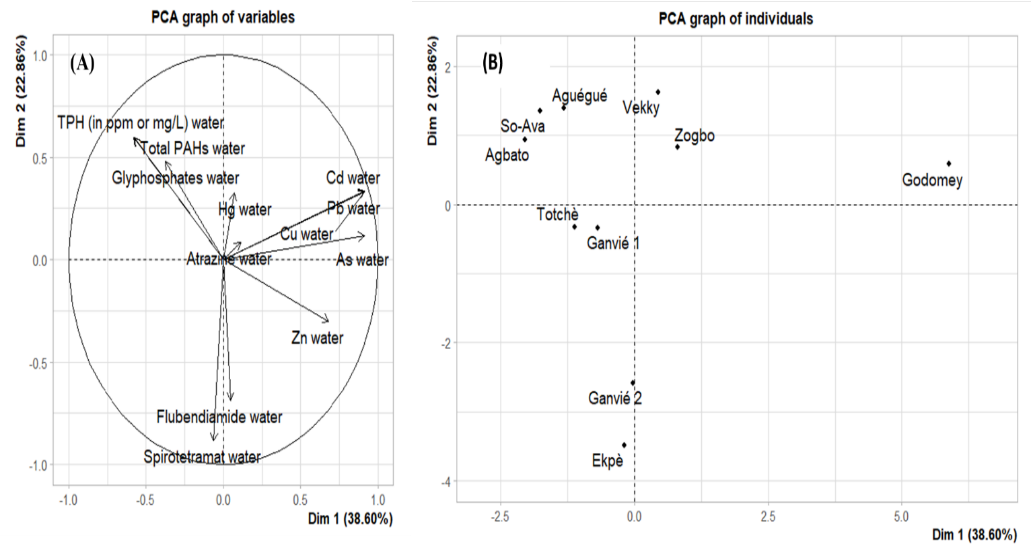 PCA graph of variables
(A)
Dim 2 (22.86%)
1.0
0.5
0.0
-0.5
-1.0
TPH (in ppm or mg/L) water
Total PAHs water
Glyphosphates water
Cd water
Hg water
Pb water
Cu water
Atrazine water
As water
Zn water
Flubendiamide water
Spirotetramat water
-1.0 -0.5 0.0 0.5 1.0
Dim 1 (38.60%)
PCA graph of individuals
(B)
Dim 2 (22.86%)
2
0
-2
-4
Aguégué
Vekky
So-Ava
Zogbo
Agbato
Godomey
Totchè
Ganvié 1
Ganvié 2
Ekpè
-2.5 0.0 2.5 5.0
Dim 1 (38.60%)